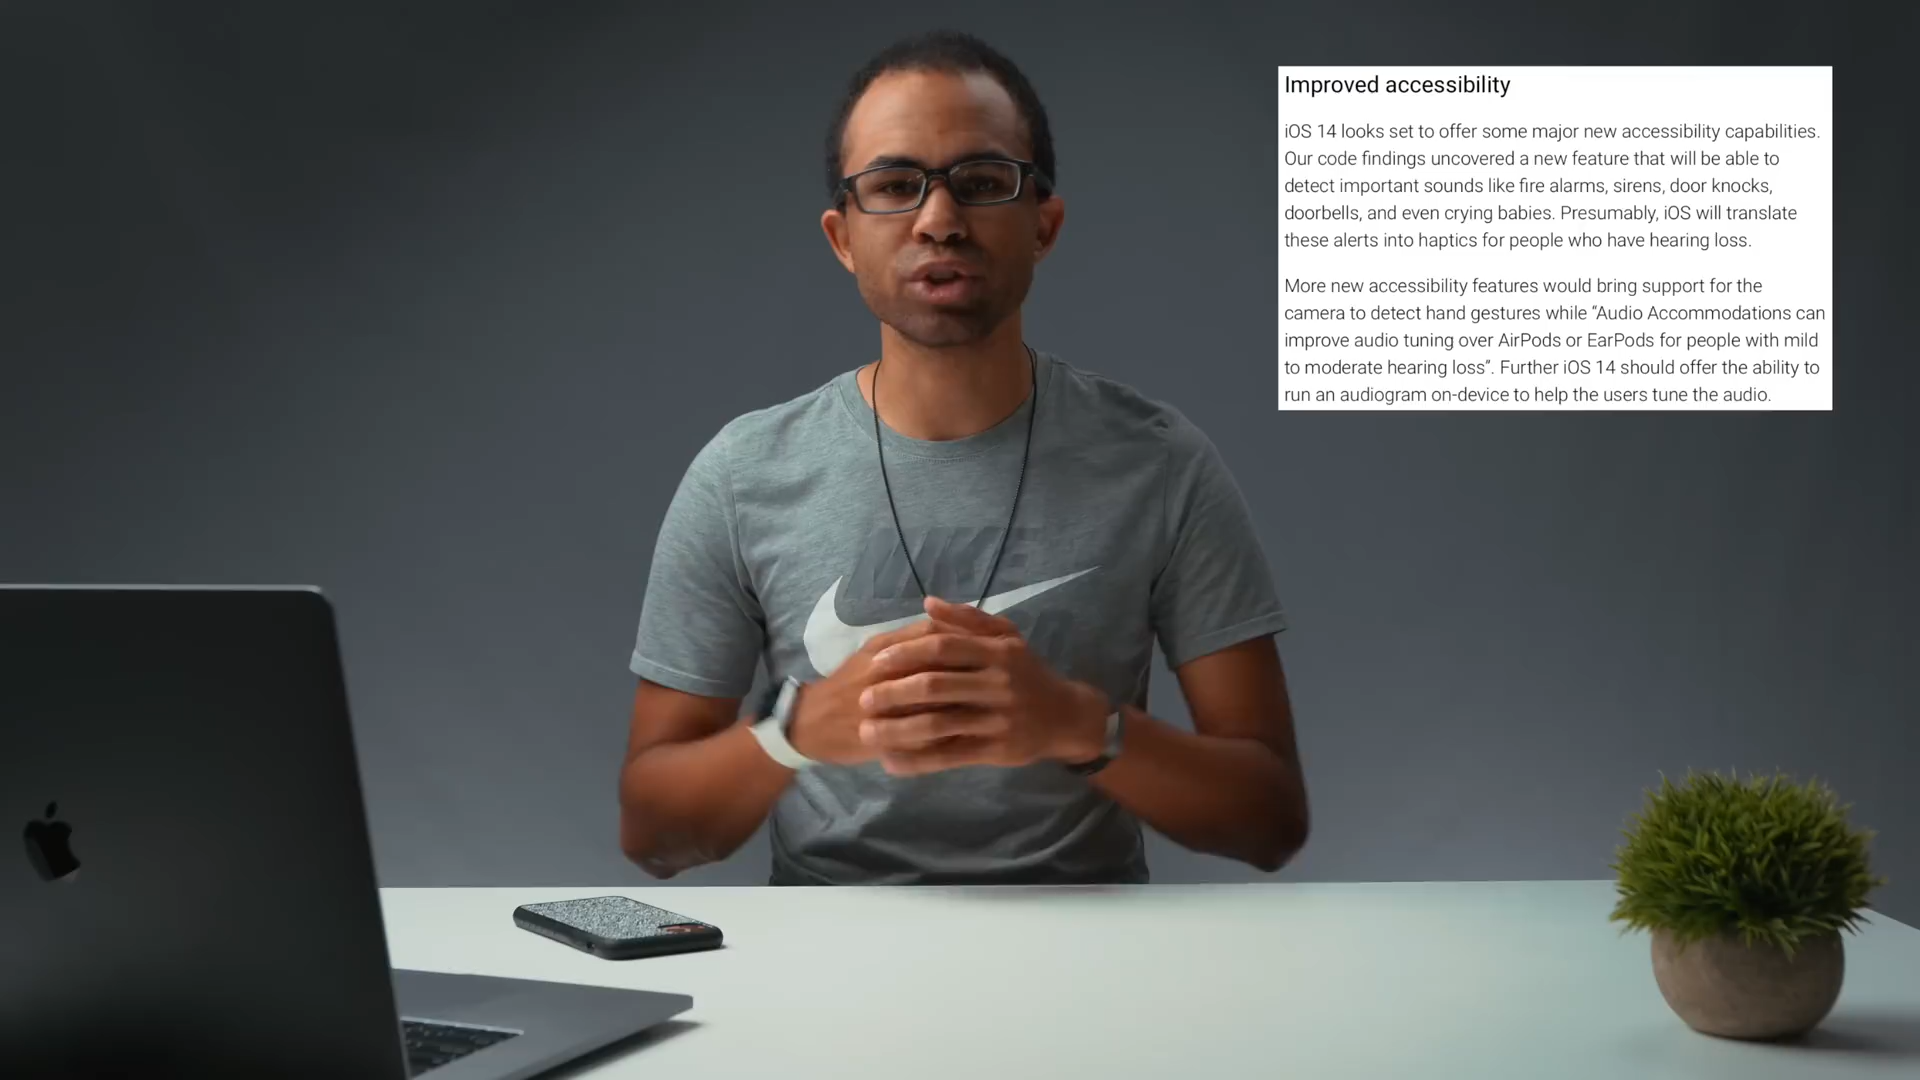 Improved accessibility
iOS 14 looks set to offer some major new accessibility capabilities.
Our code findings uncovered a new feature that will be able to
detect important sounds like fire alarms, sirens, door knocks,
doorbells, and even crying babies. Presumably, iOS will translate
these alerts into haptics for people who have hearing loss.
More new accessibility features would bring support for the
camera to detect hand gestures while “Audio Accommodations can
improve audio tuning over AirPods or EarPods for people with mild
to moderate hearing loss”. Further iOS 14 should offer the ability to
run an audiogram on-device to help the users tune the audio.
NIKE